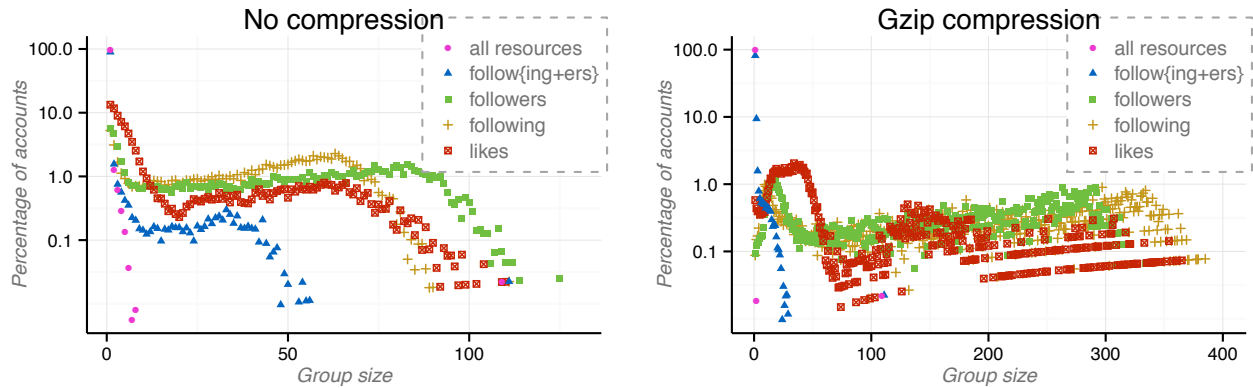 No compression
all resources
follow{ing+ers}
followers
following
likes
Percentage of accounts
100.0
10.0
1.0
0.1
0
50
100
Group size
Gzip compression
all resources
follow{ing+ers}
followers
following
likes
Percentage of accounts
100.0
10.0
1.0
0.1
0
100
200
300
400
Group size